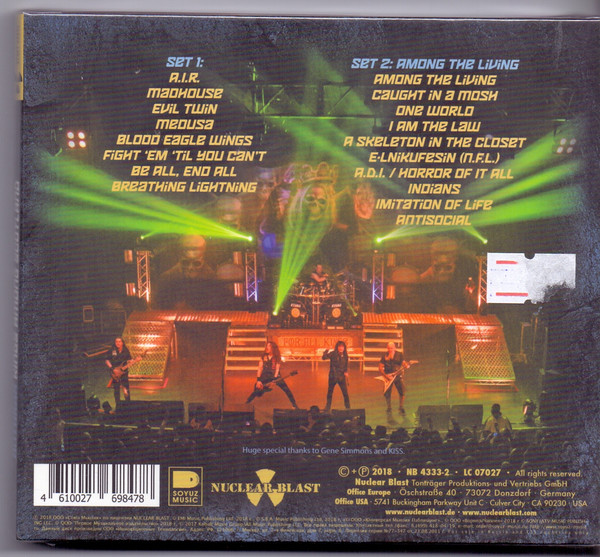 SET 1:
A.I.R.
MADHOUSE
EVIL TWIN
MEDUSA
BLOOD EAGLE WINGS
FIGHT 'EM 'TIL YOU CAN'T
BE ALL, END ALL
BREATHING LIGHTNING
SET 2: AMONG THE LIVING
AMONG THE LIVING
CAUGHT IN A MOSH
ONE WORLD
I AM THE LAW
A SKELETON IN THE CLOSET
E-LNIKUFESIN (N.F.L.)
A.D.I. / HORROR OF IT ALL
INDIANS
IMITATION OF LIFE
ANTISOCIAL
Huge special thanks to Gene Simmons and KISS.
4 610027 698478
SOYUZ
MUSIC
NUCLEAR BLAST
© + ℗ 2018 · NB 4333-2 · LC 07027 · All rights reserved.
Nuclear Blast Tonträger Produktions- und Vertriebs GmbH
Office Europe · Öschstraße 40 · 73072 Donzdorf · Germany
Office USA · 5741 Buckingham Parkway Unit C · Culver City · CA 90230 · USA
www.nuclearblast.de · www.nuclearblastusa.com